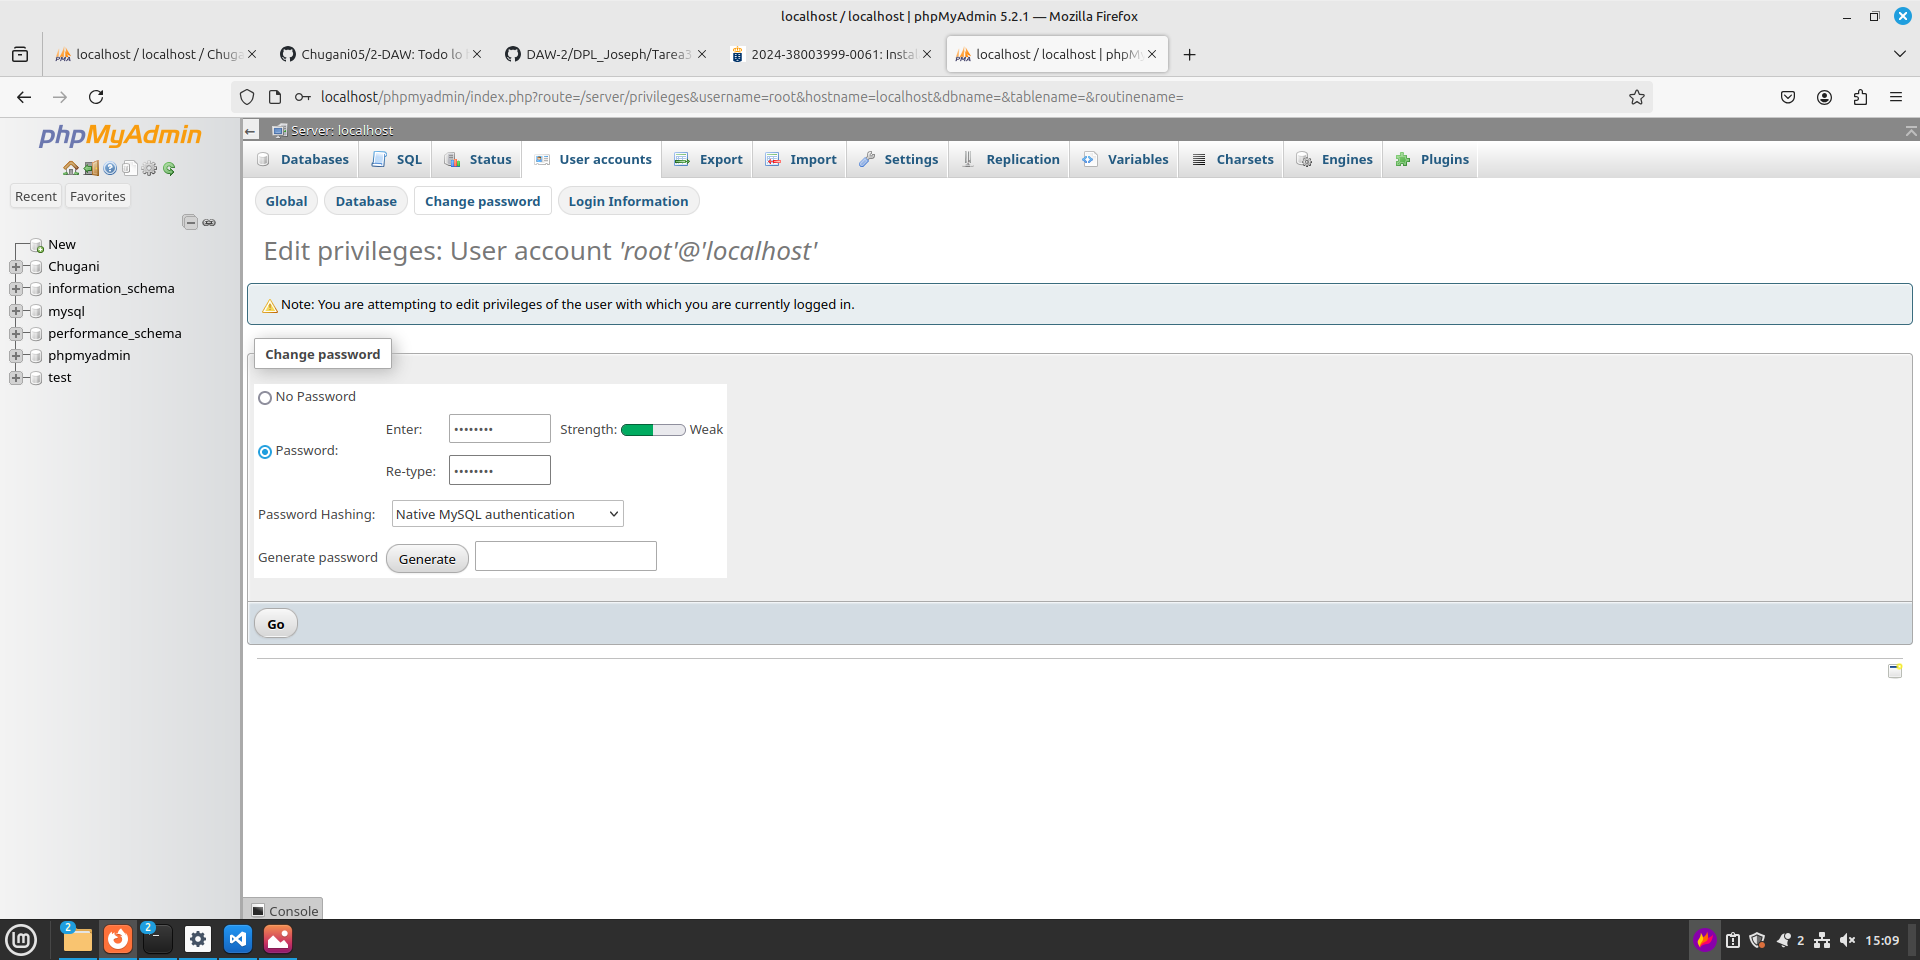 localhost / localhost | phpMyAdmin 5.2.1 — Mozilla Firefox
localhost / localhost / Chuga
Chugani05/2-DAW: Todo lo
DAW-2/DPL_Joseph/Tarea3
2024-38003999-0061: Insta
localhost / localhost | phpM
localhost/phpmyadmin/index.php?route=/server/privileges&username=root&hostname=localhost&dbname=&tablename=&routinename=
phpMyAdmin
Recent
Favorites
New
Chugani
information_schema
mysql
performance_schema
phpmyadmin
test
Server: localhost
Databases
SQL
Status
User accounts
Export
Import
Settings
Replication
Variables
Charsets
Engines
Plugins
Global
Database
Change password
Login Information
Edit privileges: User account 'root'@'localhost'
Note: You are attempting to edit privileges of the user with which you are currently logged in.
Change password
No Password
Password:
Enter:
••••••••
Strength:
Weak
Re-type:
••••••••
Password Hashing:
Native MySQL authentication
Generate password
Generate
Go
Console
2
2
2
15:09